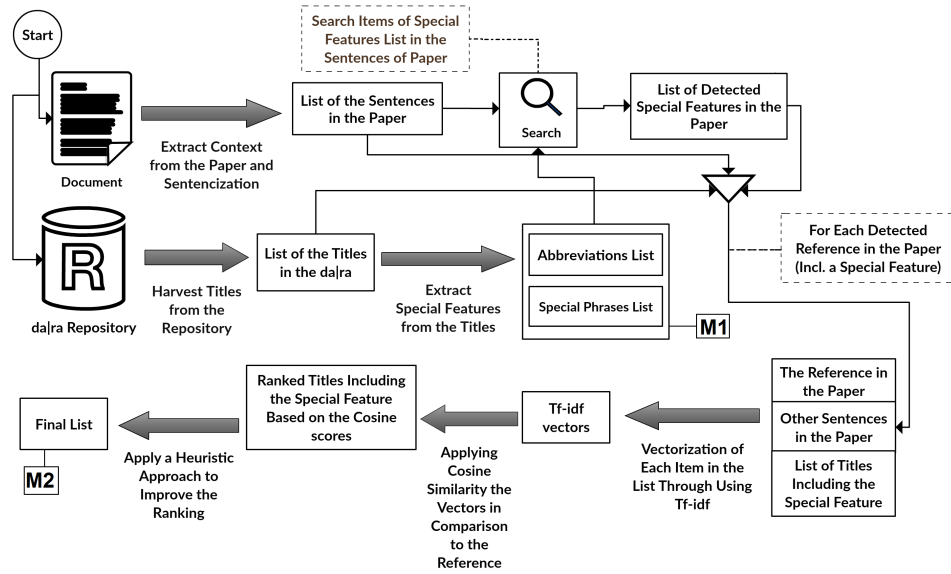 Start
Search Items of Special
Features List in the
Sentences of Paper
List of the Sentences
in the Paper
Search
List of Detected
Special Features in the
Paper
Extract Context
from the Paper and
Sentencization
Document
R
da|ra Repository
Harvest Titles
from the
Repository
List of the Titles
in the da|ra
Extract
Special Features
from the Titles
Abbreviations List
Special Phrases List
M1
For Each Detected
Reference in the Paper
(Incl. a Special Feature)
The Reference in
the Paper
Other Sentences
in the Paper
List of Titles
Including the
Special Feature
Vectorization of
Each Item in the
List Through Using
Tf-idf
Tf-idf
vectors
Applying
Cosine
Similarity the
Vectors in
Comparison
to the
Reference
Ranked Titles Including
the Special Feature
Based on the Cosine
scores
Apply a Heuristic
Approach to
Improve the
Ranking
Final List
M2